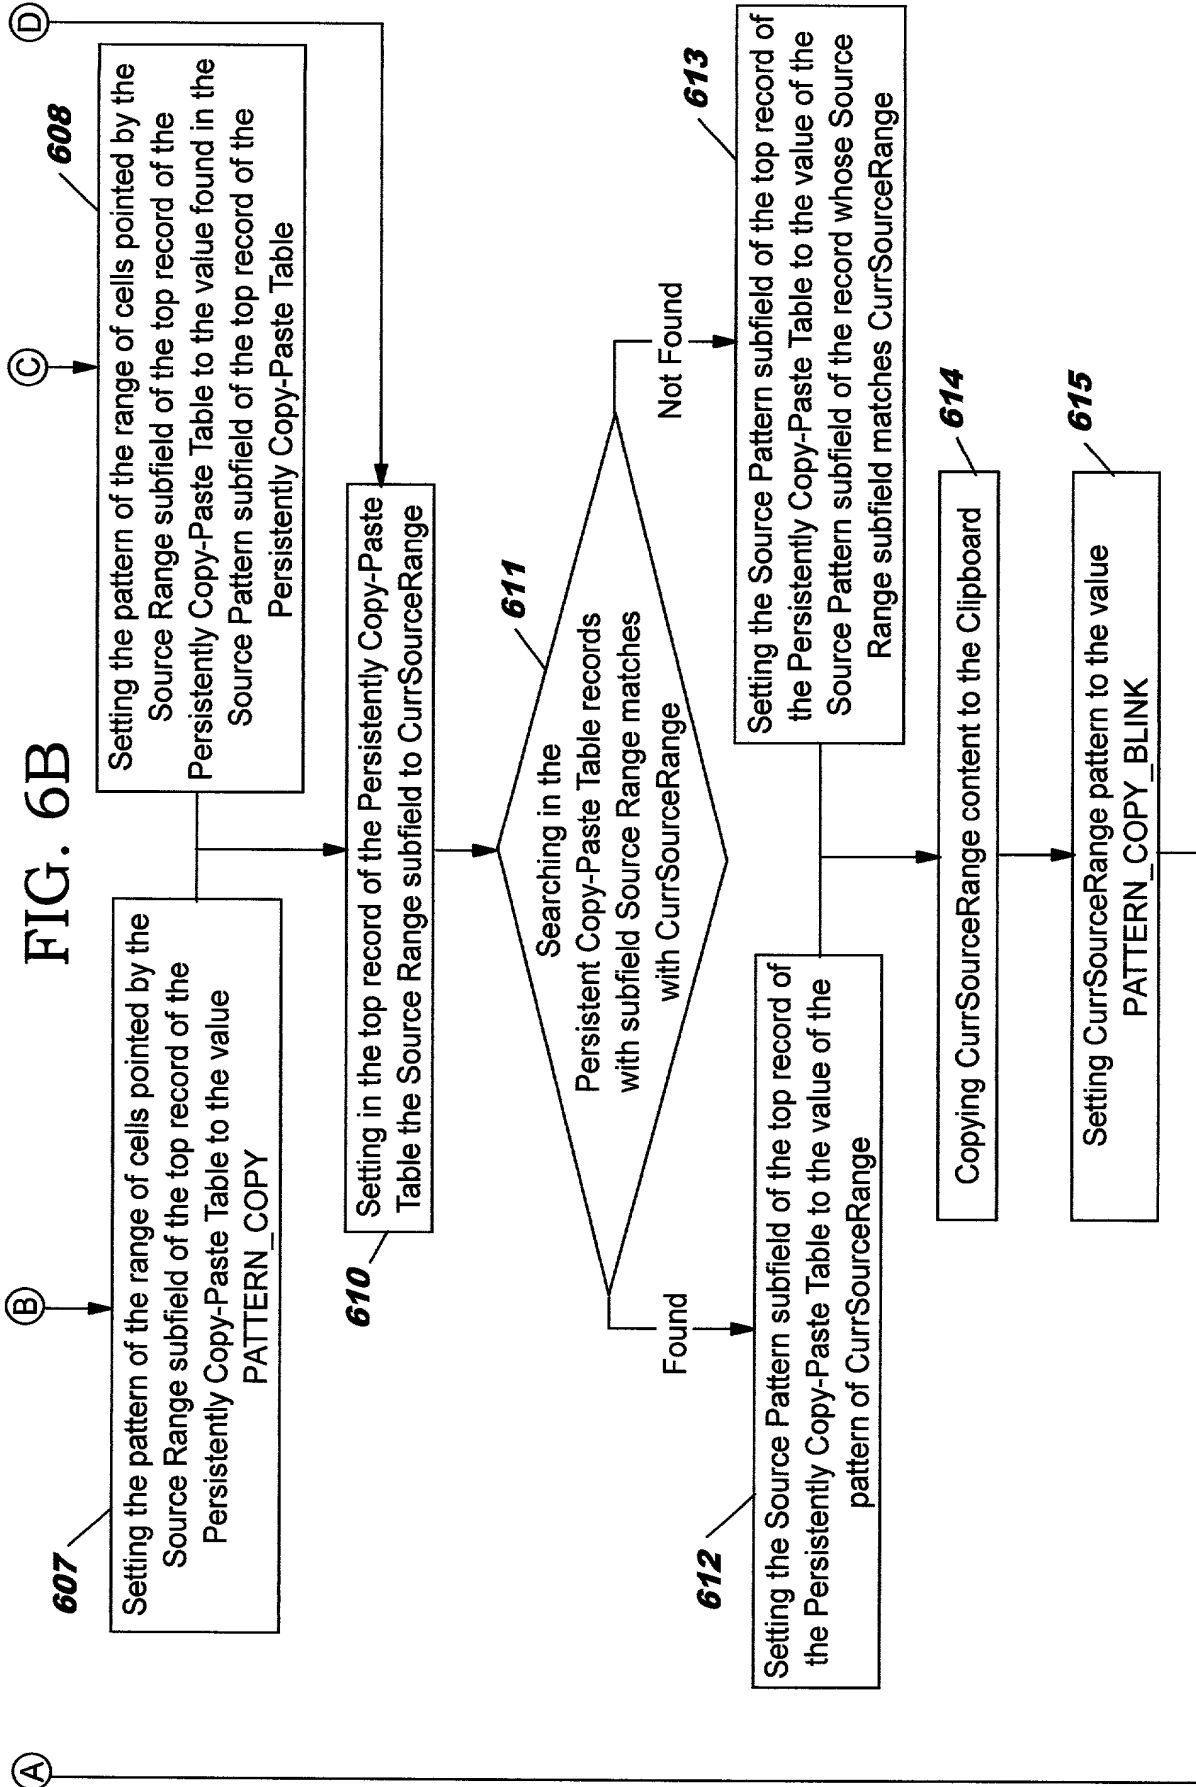 FIG. 6B
A
B
C
D
607
Setting the pattern of the range of cells pointed by the
Source Range subfield of the top record of the
Persistently Copy-Paste Table to the value
PATTERN_COPY
608
Setting the pattern of the range of cells pointed by the
Source Range subfield of the top record of the
Persistently Copy-Paste Table to the value found in the
Source Pattern subfield of the top record of the
Persistently Copy-Paste Table
610
Setting in the top record of the Persistently Copy-Paste
Table the Source Range subfield to CurrSourceRange
611
Searching in the
Persistent Copy-Paste Table records
with subfield Source Range matches
with CurrSourceRange
Found
Not Found
612
Setting the Source Pattern subfield of the top record of
the Persistently Copy-Paste Table to the value of the
pattern of CurrSourceRange
613
Setting the Source Pattern subfield of the top record of
the Persistently Copy-Paste Table to the value of the
Source Pattern subfield of the record whose Source
Range subfield matches CurrSourceRange
614
Copying CurrSourceRange content to the Clipboard
615
Setting CurrSourceRange pattern to the value
PATTERN_COPY_BLINK